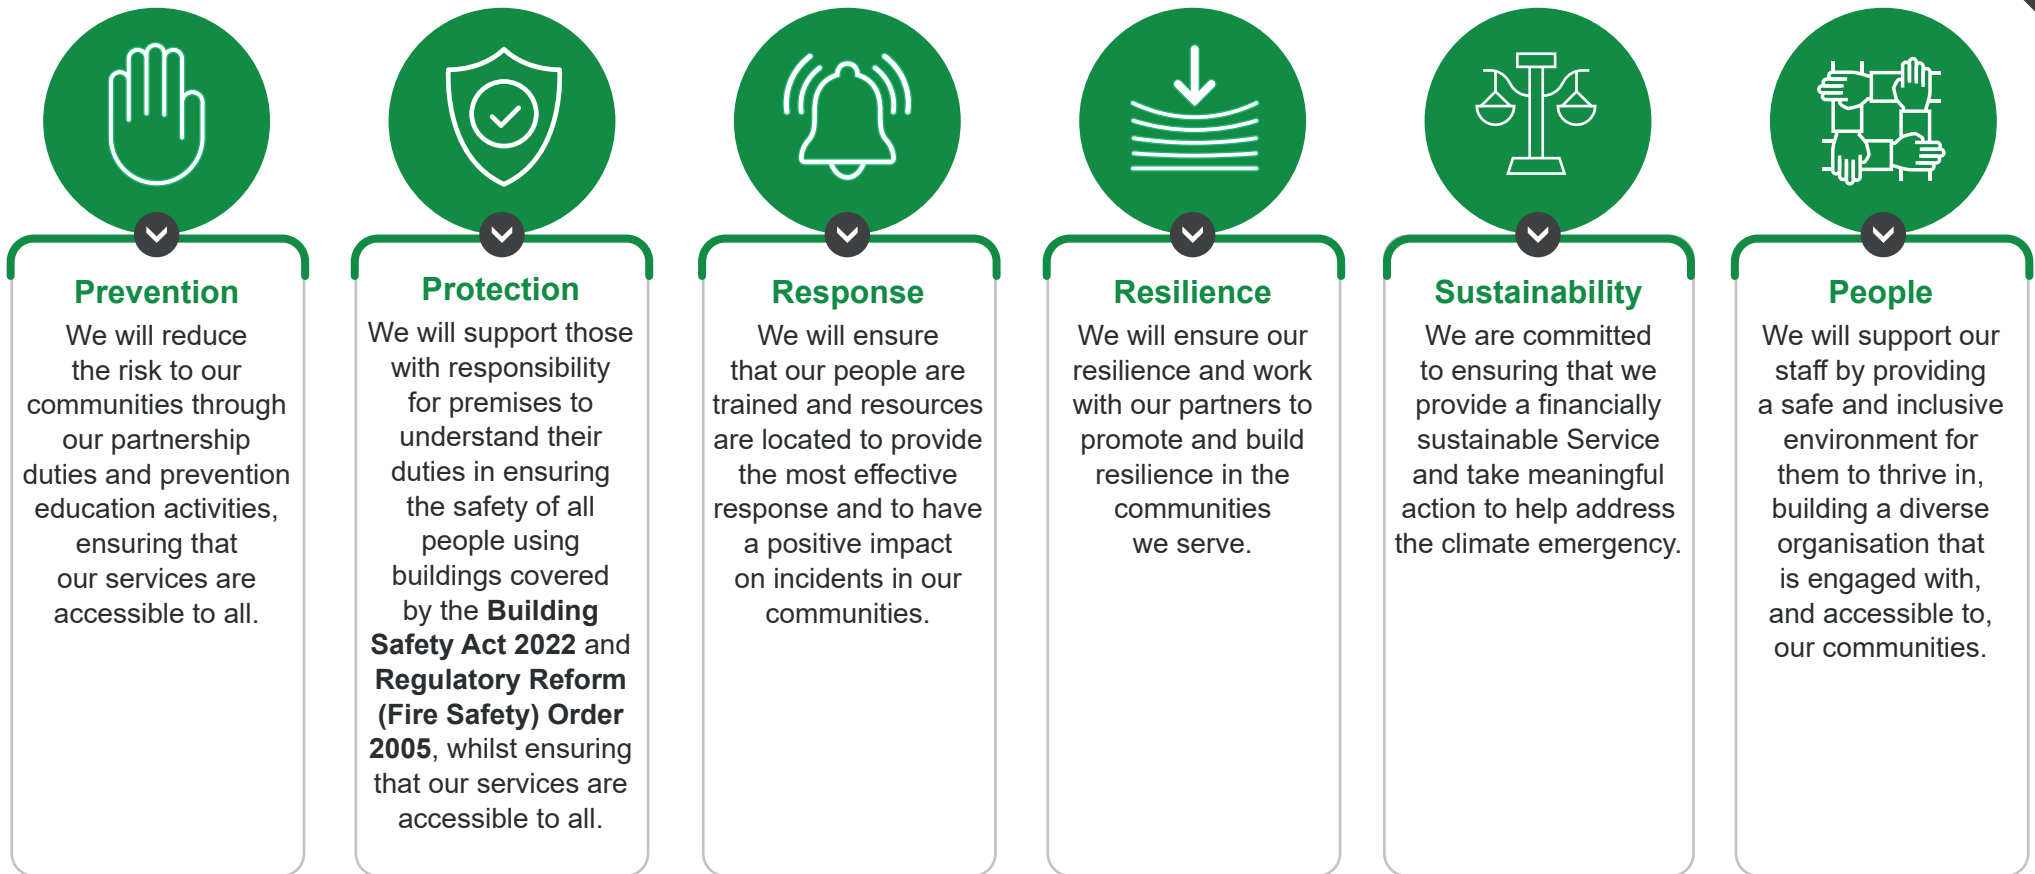 Prevention
We will reduce
the risk to our
communities through
our partnership
duties and prevention
education activities,
ensuring that
our services are
accessible to all.
Protection
We will support those
with responsibility
for premises to
understand their
duties in ensuring
the safety of all
people using
buildings covered
by the Building
Safety Act 2022 and
Regulatory Reform
(Fire Safety) Order
2005, whilst ensuring
that our services are
accessible to all.
Response
We will ensure
that our people are
trained and resources
are located to provide
the most effective
response and to have
a positive impact
on incidents in our
communities.
Resilience
We will ensure our
resilience and work
with our partners to
promote and build
resilience in the
communities
we serve.
Sustainability
We are committed
to ensuring that we
provide a financially
sustainable Service
and take meaningful
action to help address
the climate emergency.
People
We will support our
staff by providing
a safe and inclusive
environment for
them to thrive in,
building a diverse
organisation that
is engaged with,
and accessible to,
our communities.